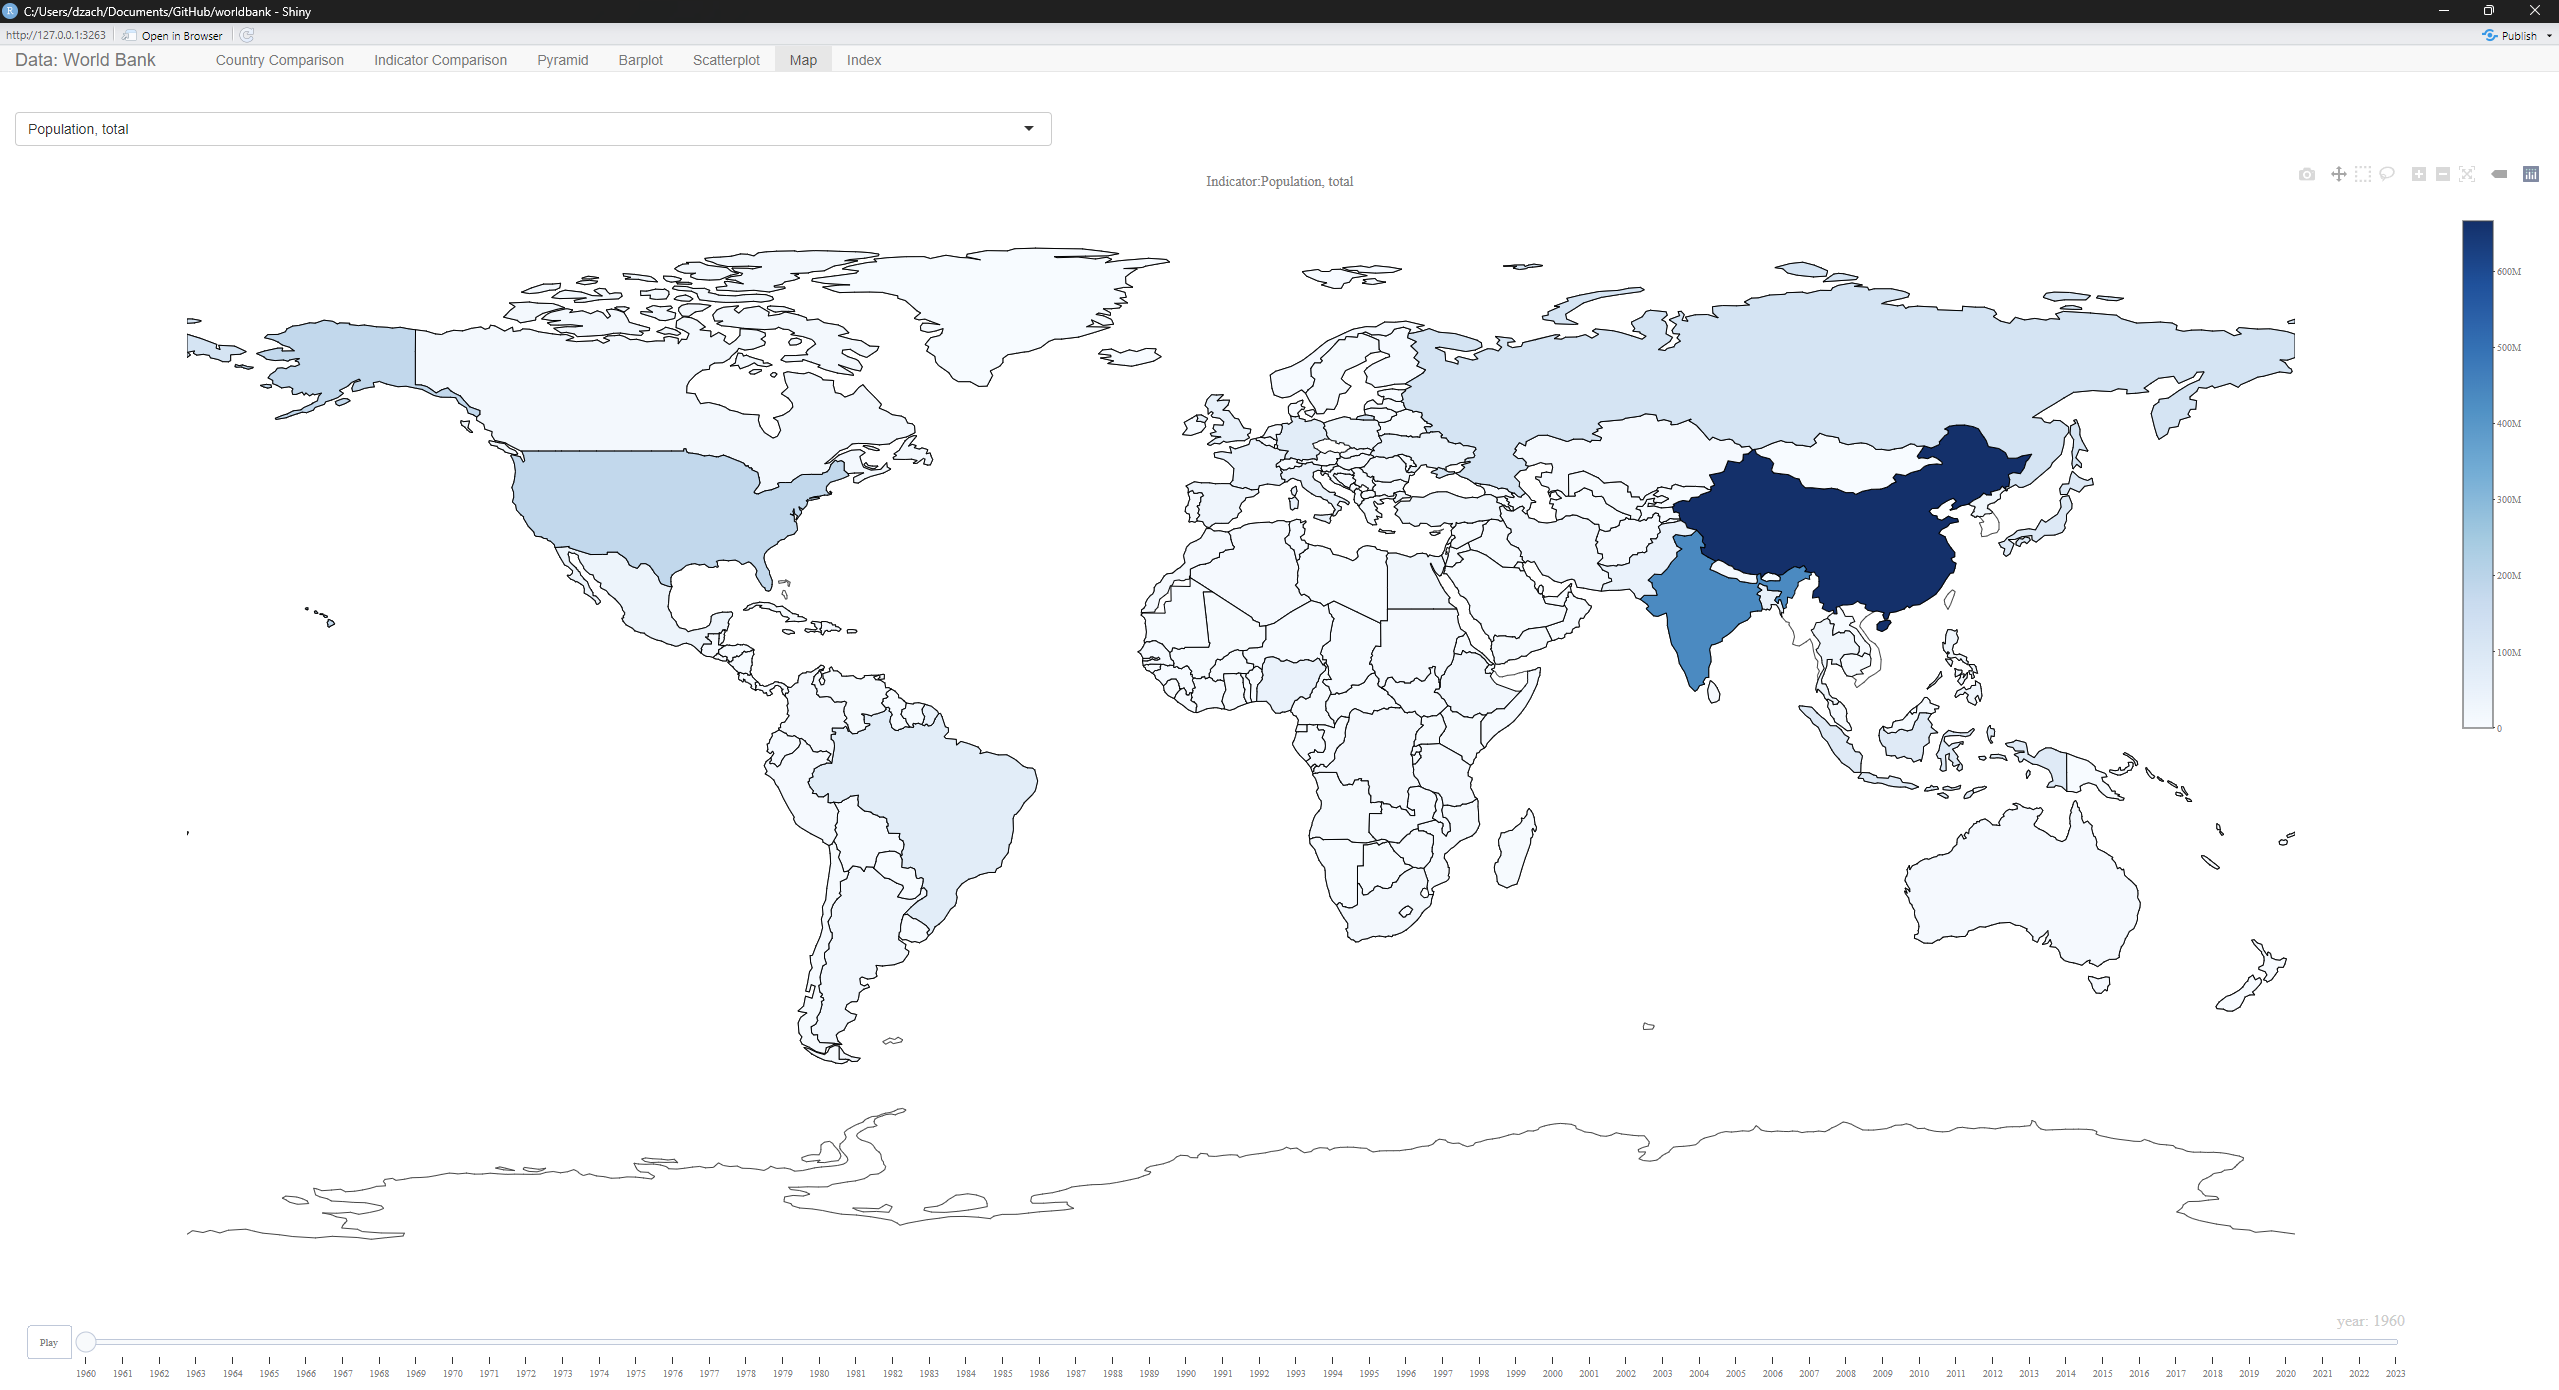 C:/Users/dzach/Documents/GitHub/worldbank - Shiny
http://127.0.0.1:3263 Open in Browser Publish
Data: World Bank Country Comparison Indicator Comparison Pyramid Barplot Scatterplot Map Index
Population, total
Indicator:Population, total
600M
500M
400M
300M
200M
100M
0
year: 1960
Play
1960 1961 1962 1963 1964 1965 1966 1967 1968 1969 1970 1971 1972 1973 1974 1975 1976 1977 1978 1979 1980 1981 1982 1983 1984 1985 1986 1987 1988 1989 1990 1991 1992 1993 1994 1995 1996 1997 1998 1999 2000 2001 2002 2003 2004 2005 2006 2007 2008 2009 2010 2011 2012 2013 2014 2015 2016 2017 2018 2019 2020 2021 2022 2023